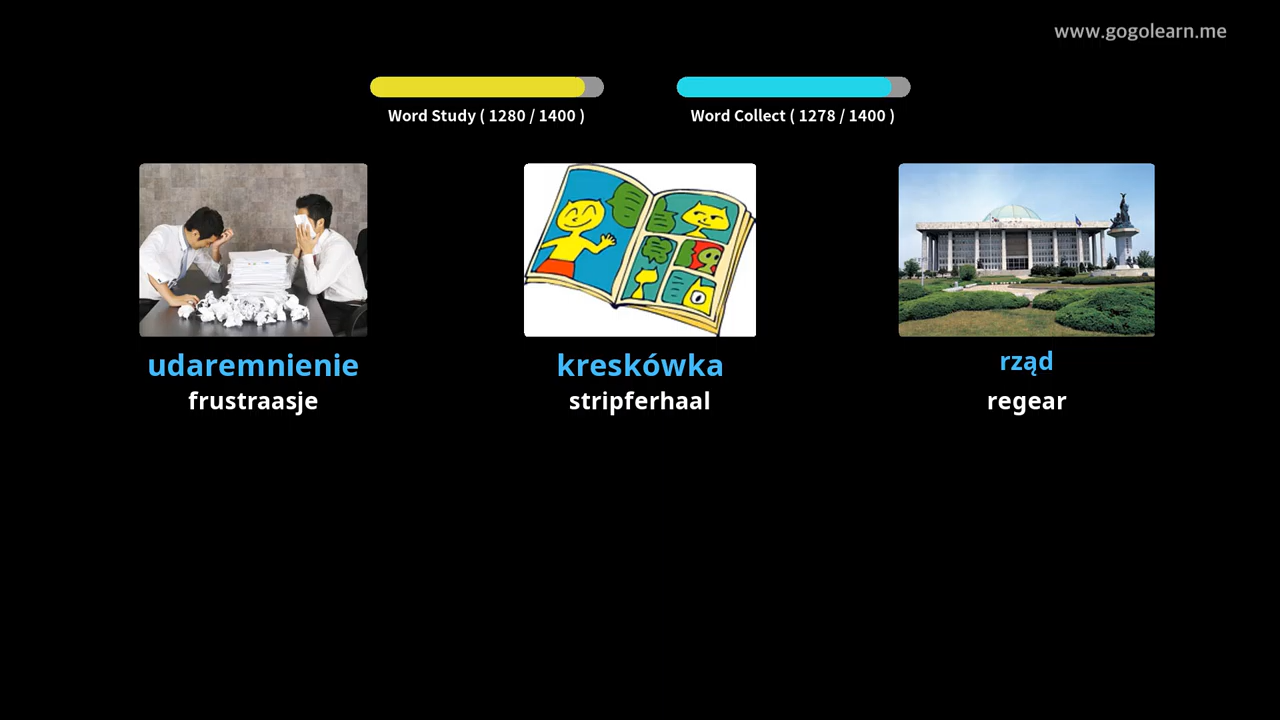 www.gogolearn.me
Word Study ( 1280 / 1400 )
Word Collect ( 1278 / 1400 )
udaremnienie
frustraasje
kreskówka
stripferhaal
rząd
regear